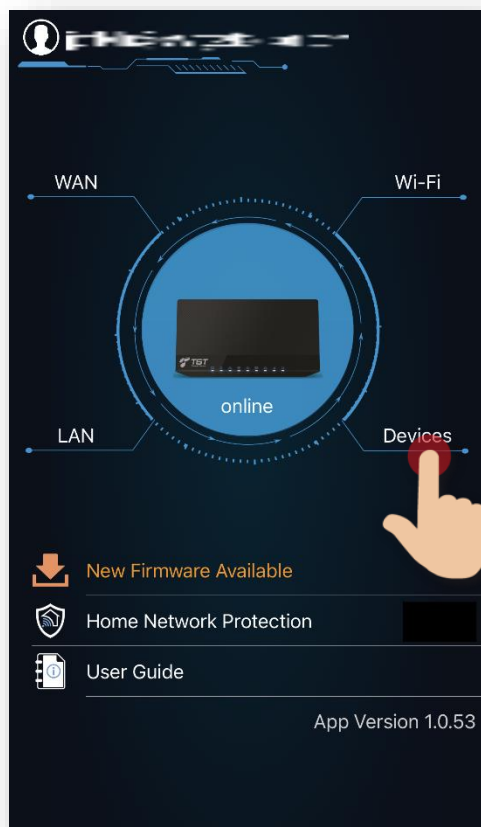 WAN
Wi-Fi
TGT
online
LAN
Devices
New Firmware Available
Home Network Protection
User Guide
App Version 1.0.53